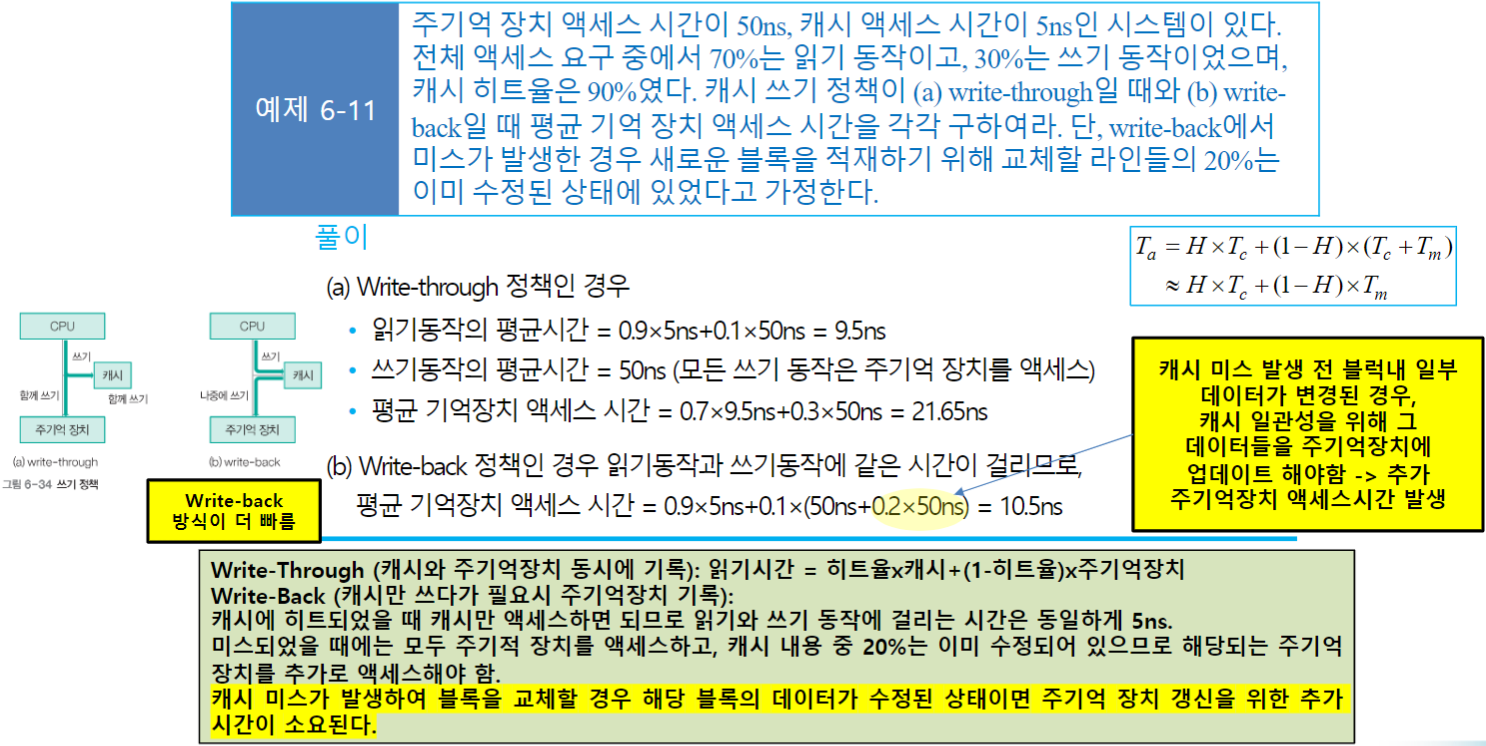 예제 6-11
주기억 장치 액세스 시간이 50ns, 캐시 액세스 시간이 5ns인 시스템이 있다.
전체 액세스 요구 중에서 70%는 읽기 동작이고, 30%는 쓰기 동작이었으며,
캐시 히트율은 90%였다. 캐시 쓰기 정책이 (a) write-through일 때와 (b) write-
back일 때 평균 기억 장치 액세스 시간을 각각 구하여라. 단, write-back에서
미스가 발생한 경우 새로운 블록을 적재하기 위해 교체할 라인들의 20%는
이미 수정된 상태에 있었다고 가정한다.
풀이
T_a = H × T_c + (1 − H) × (T_c + T_m)
≈ H × T_c + (1 − H) × T_m
(a) Write-through 정책인 경우
• 읽기동작의 평균시간 = 0.9×5ns+0.1×50ns = 9.5ns
• 쓰기동작의 평균시간 = 50ns (모든 쓰기 동작은 주기억 장치를 액세스)
• 평균 기억장치 액세스 시간 = 0.7×9.5ns+0.3×50ns = 21.65ns
(b) Write-back 정책인 경우 읽기동작과 쓰기동작에 같은 시간이 걸리므로,
평균 기억장치 액세스 시간 = 0.9×5ns+0.1×(50ns+0.2×50ns) = 10.5ns
CPU
쓰기
캐시
함께 쓰기
함께 쓰기
주기억 장치
(a) write-through
CPU
쓰기
캐시
나중에 쓰기
주기억 장치
(b) write-back
그림 6-34 쓰기 정책
Write-back
방식이 더 빠름
캐시 미스 발생 전 블럭내 일부
데이터가 변경된 경우,
캐시 일관성을 위해 그
데이터들을 주기억장치에
업데이트 해야함 -> 추가
주기억장치 액세스시간 발생
Write-Through (캐시와 주기억장치 동시에 기록): 읽기시간 = 히트율x캐시+(1-히트율)x주기억장치
Write-Back (캐시만 쓰다가 필요시 주기억장치 기록):
캐시에 히트되었을 때 캐시만 액세스하면 되므로 읽기와 쓰기 동작에 걸리는 시간은 동일하게 5ns.
미스되었을 때에는 모두 주기적 장치를 액세스하고, 캐시 내용 중 20%는 이미 수정되어 있으므로 해당되는 주기억
장치를 추가로 액세스해야 함.
캐시 미스가 발생하여 블록을 교체할 경우 해당 블록의 데이터가 수정된 상태이면 주기억 장치 갱신을 위한 추가
시간이 소요된다.